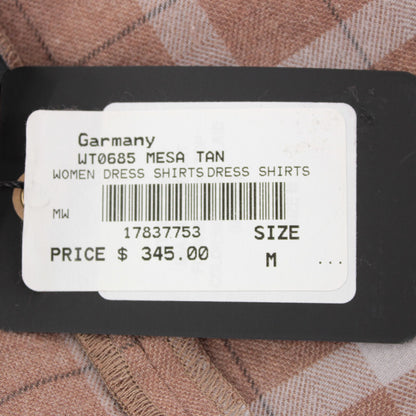 Garmany
WT0685 MESA TAN
WOMEN DRESS SHIRTS DRESS SHIRTS
MW
17837753
SIZE
PRICE $ 345.00
M ...